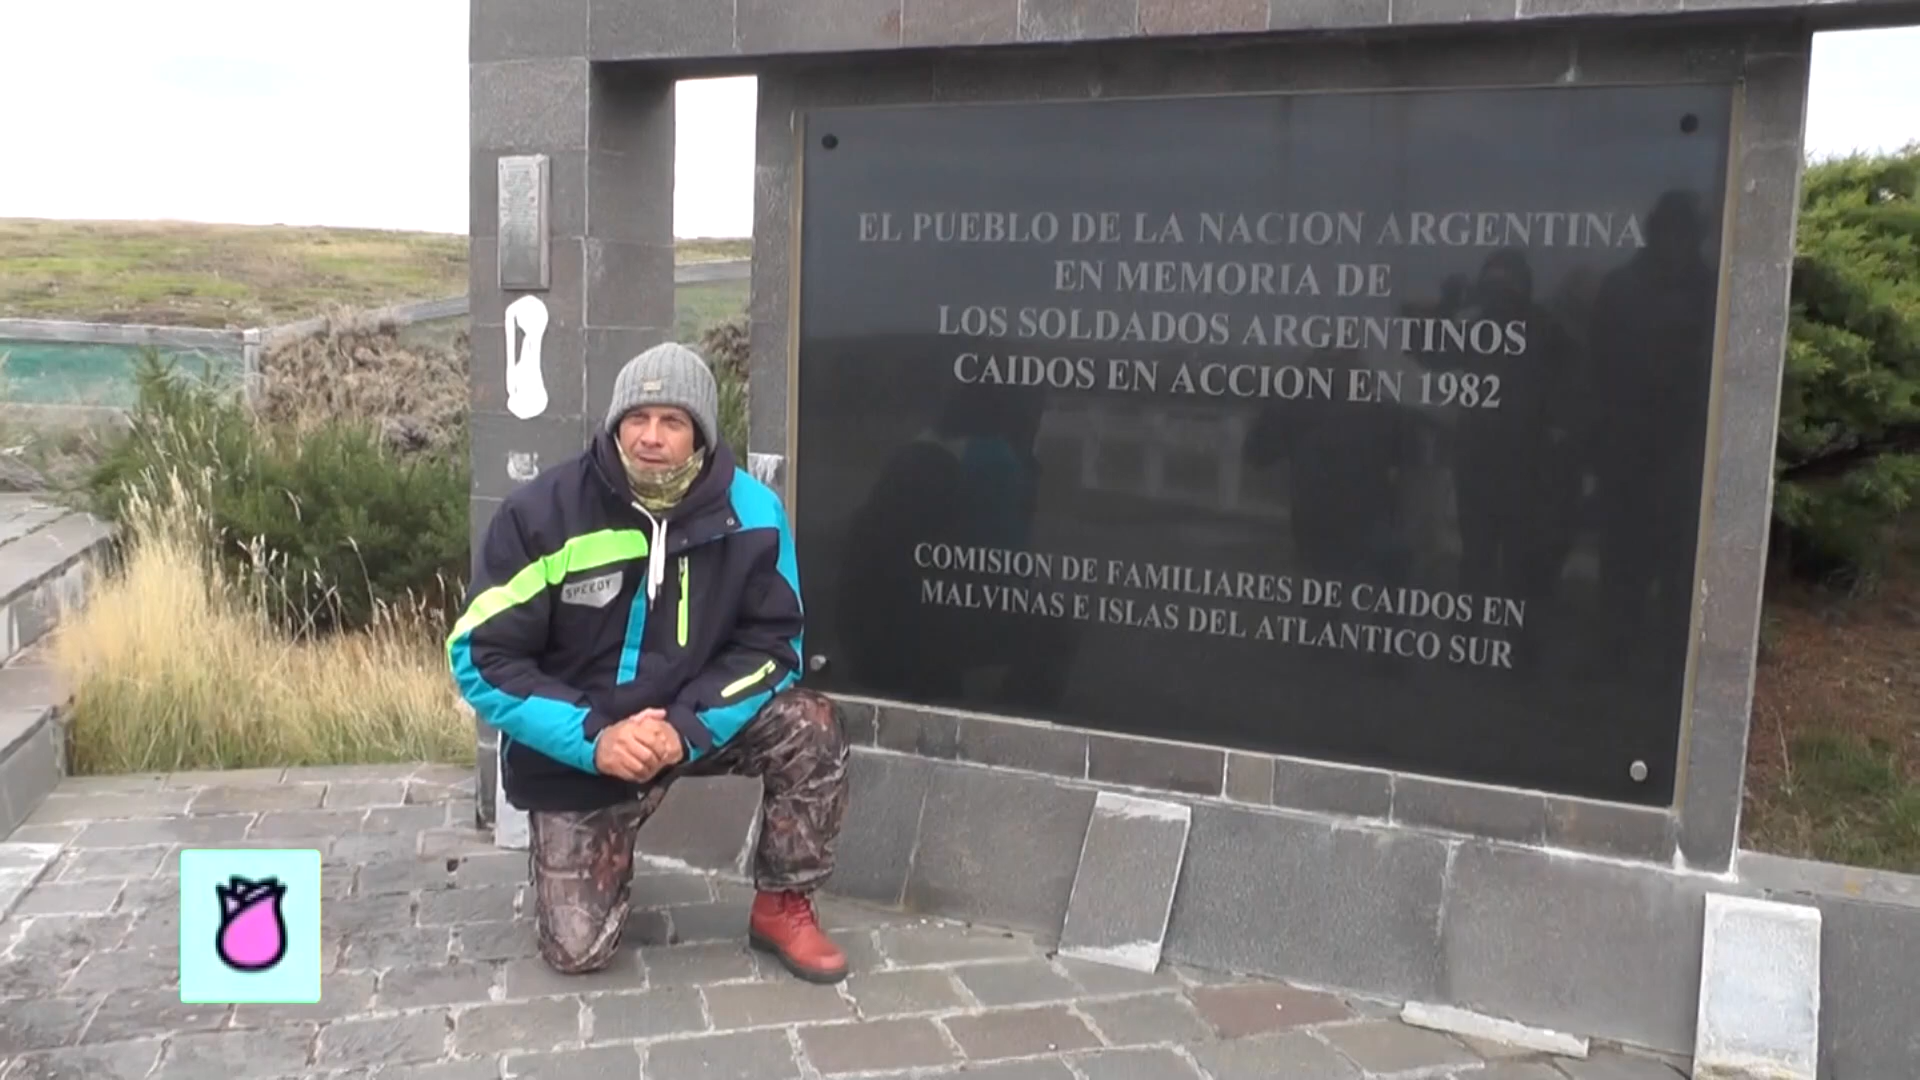 EL PUEBLO DE LA NACION ARGENTINA
EN MEMORIA DE
LOS SOLDADOS ARGENTINOS
CAIDOS EN ACCION EN 1982
COMISION DE FAMILIARES DE CAIDOS EN
MALVINAS E ISLAS DEL ATLANTICO SUR
SPEEDY